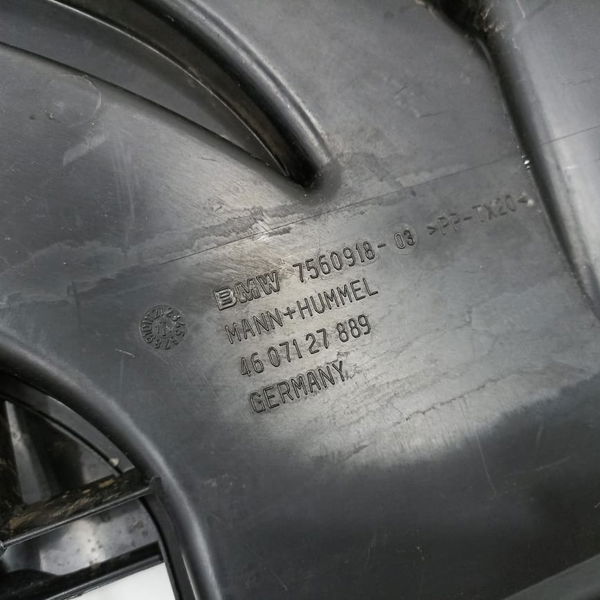 BMW 7560918-03 >PP-TX20<
MANN+HUMMEL
46 071 27 889
GERMANY